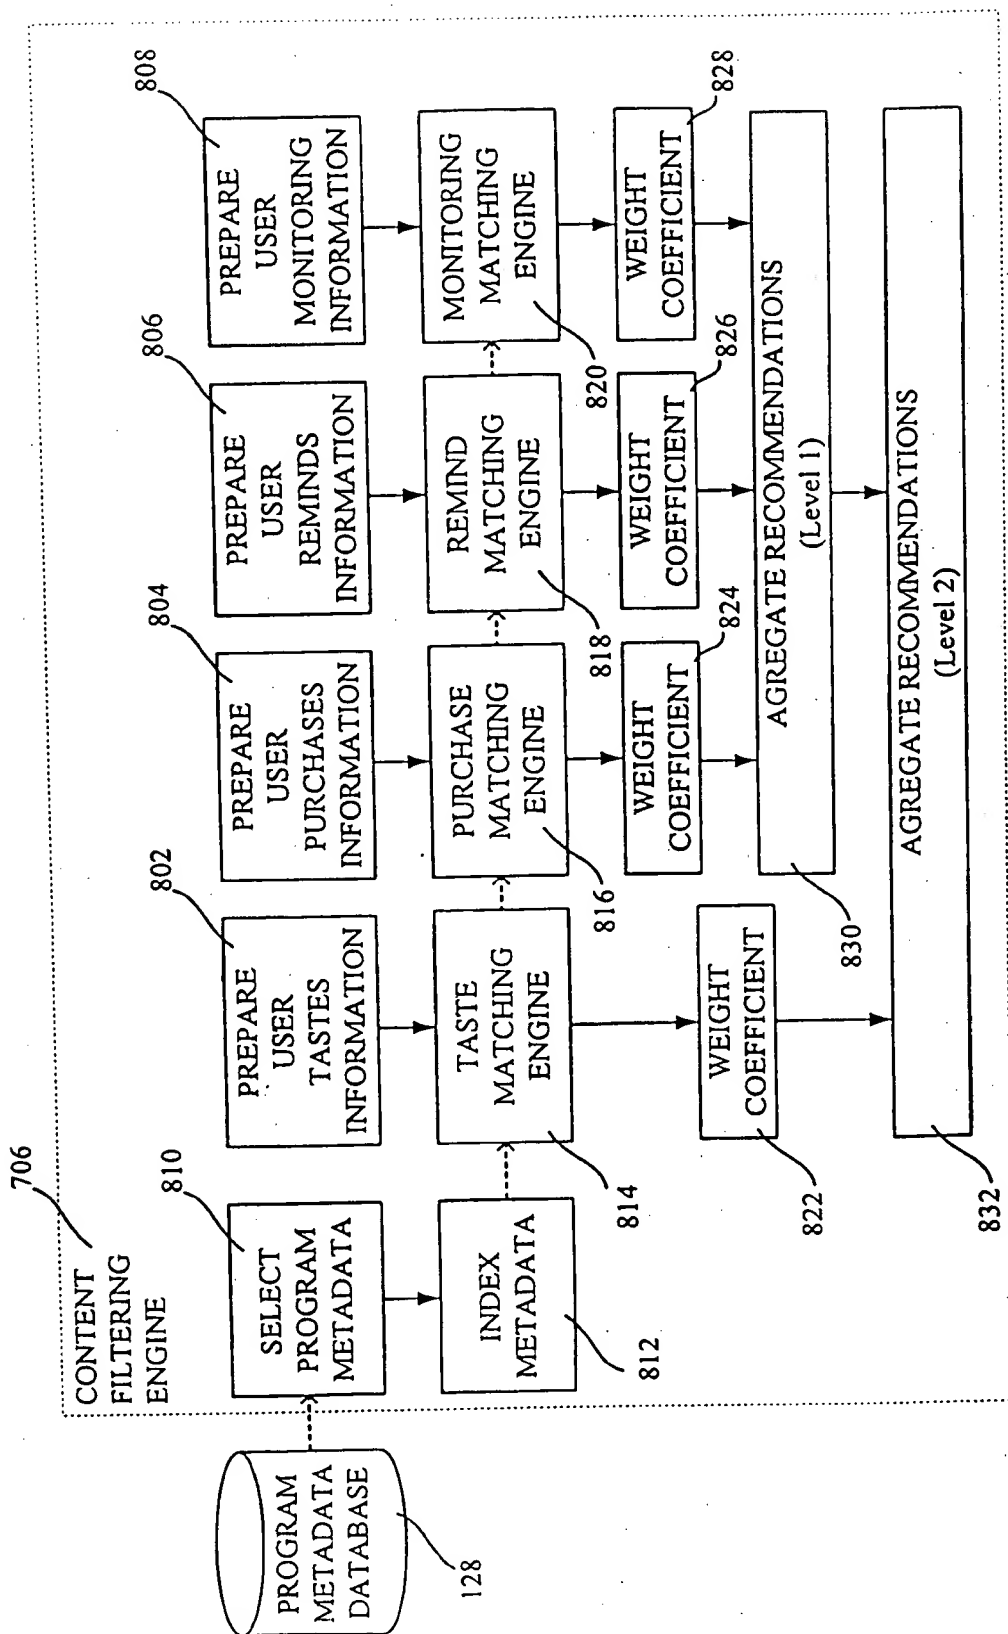 706
CONTENT
FILTERING
ENGINE
PROGRAM
METADATA
DATABASE
128
810
SELECT
PROGRAM
METADATA
802
PREPARE
USER
TASTES
INFORMATION
804
PREPARE
USER
PURCHASES
INFORMATION
806
PREPARE
USER
REMINDS
INFORMATION
808
PREPARE
USER
MONITORING
INFORMATION
INDEX
METADATA
812
TASTE
MATCHING
ENGINE
814
PURCHASE
MATCHING
ENGINE
816
REMIND
MATCHING
ENGINE
818
MONITORING
MATCHING
ENGINE
820
WEIGHT
COEFFICIENT
822
WEIGHT
COEFFICIENT
824
WEIGHT
COEFFICIENT
826
WEIGHT
COEFFICIENT
828
AGREGATE RECOMMENDATIONS
(Level 1)
830
AGREGATE RECOMMENDATIONS
(Level 2)
832